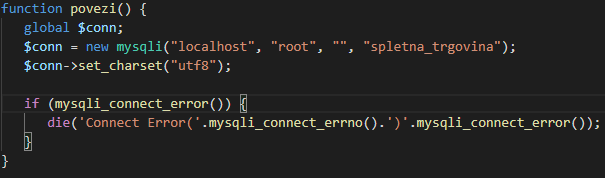 function povezi() {
global $conn;
$conn = new mysqli("localhost", "root", "", "spletna_trgovina");
$conn->set_charset("utf8");
if (mysqli_connect_error()) {
die('Connect Error('.mysqli_connect_errno().')'.mysqli_connect_error());
}
}